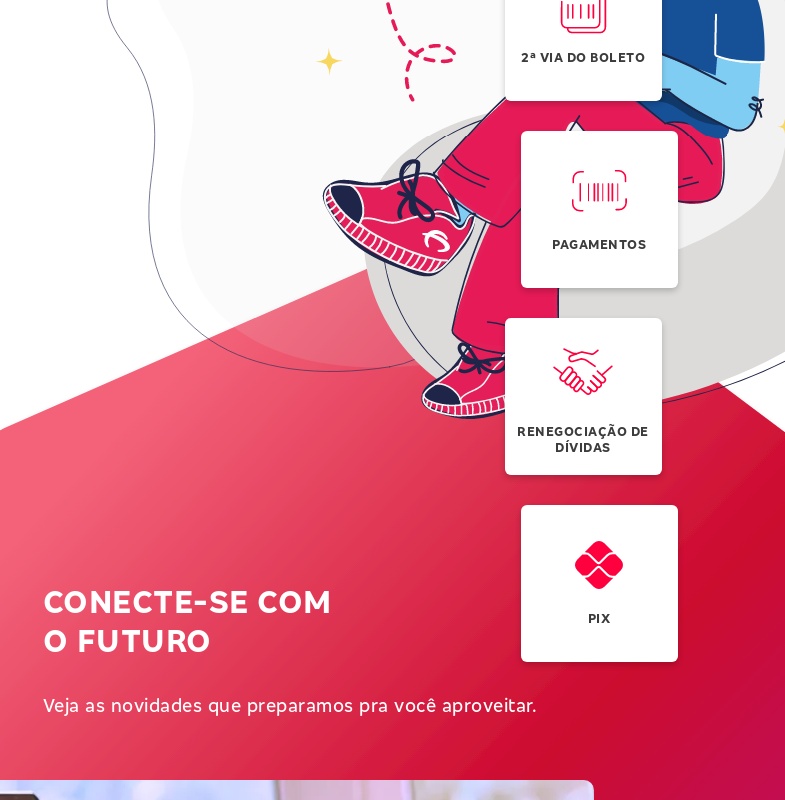 2ª VIA DO BOLETO
PAGAMENTOS
RENEGOCIAÇÃO DE
DÍVIDAS
PIX
CONECTE-SE COM
O FUTURO
Veja as novidades que preparamos pra você aproveitar.